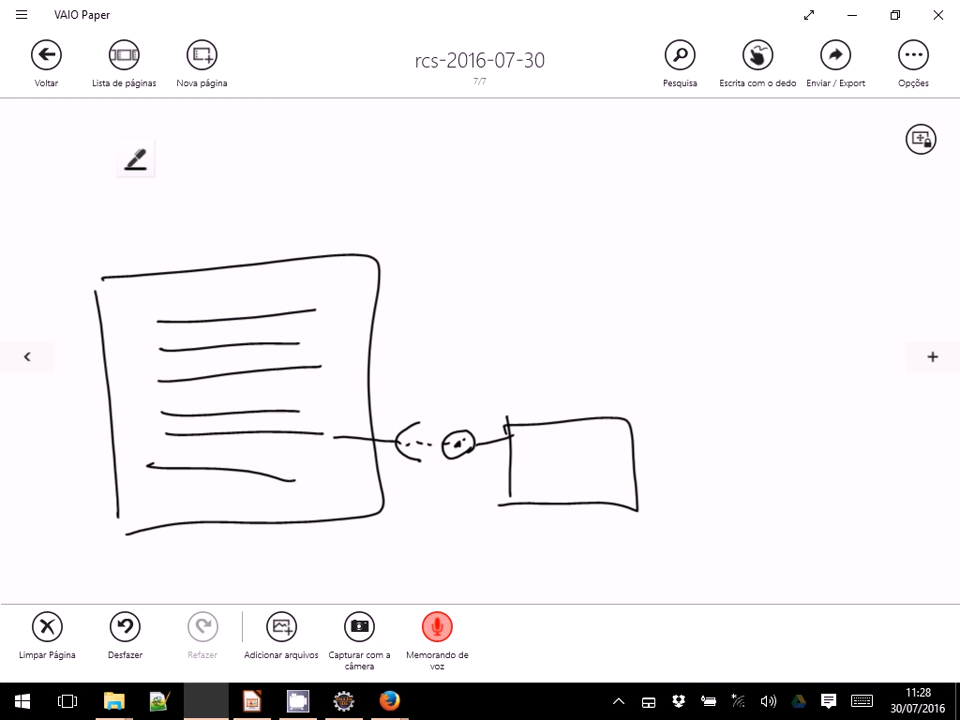 VAIO Paper
Voltar
Lista de páginas
Nova página
rcs-2016-07-30
7/7
Pesquisa
Escrita com o dedo
Enviar / Export
Opções
Limpar Página
Desfazer
Refazer
Adicionar arquivos
Capturar com a
câmera
Memorando de
voz
11:28
30/07/2016